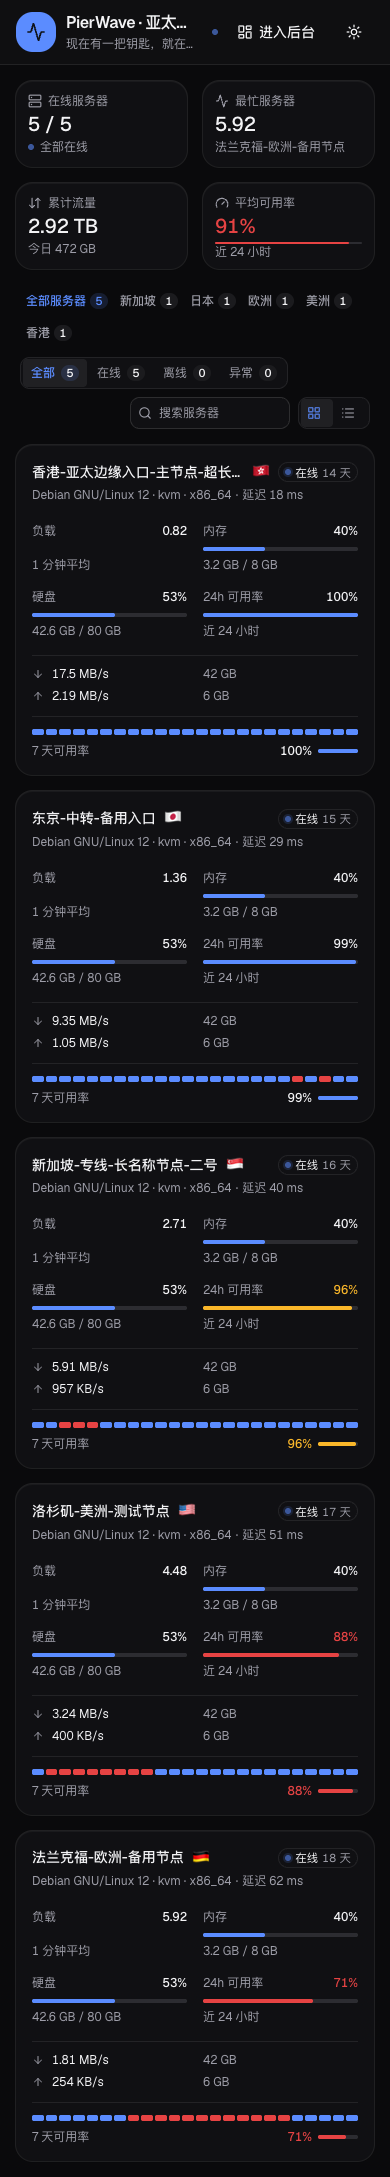 PierWave · 亚太…
现在有一把钥匙，就在…
进入后台
在线服务器
5 / 5
全部在线
最忙服务器
5.92
法兰克福-欧洲-备用节点
累计流量
2.92 TB
今日 472 GB
平均可用率
91%
近 24 小时
全部服务器 5 新加坡 1 日本 1 欧洲 1 美洲 1
香港 1
全部 5 在线 5 离线 0 异常 0
搜索服务器
香港-亚太边缘入口-主节点-超长… 在线 14 天
Debian GNU/Linux 12 · kvm · x86_64 · 延迟 18 ms
负载 0.82 内存 40%
1 分钟平均 3.2 GB / 8 GB
硬盘 53% 24h 可用率 100%
42.6 GB / 80 GB 近 24 小时
↓ 17.5 MB/s 42 GB
↑ 2.19 MB/s 6 GB
7 天可用率 100%
东京-中转-备用入口 在线 15 天
Debian GNU/Linux 12 · kvm · x86_64 · 延迟 29 ms
负载 1.36 内存 40%
1 分钟平均 3.2 GB / 8 GB
硬盘 53% 24h 可用率 99%
42.6 GB / 80 GB 近 24 小时
↓ 9.35 MB/s 42 GB
↑ 1.05 MB/s 6 GB
7 天可用率 99%
新加坡-专线-长名称节点-二号 在线 16 天
Debian GNU/Linux 12 · kvm · x86_64 · 延迟 40 ms
负载 2.71 内存 40%
1 分钟平均 3.2 GB / 8 GB
硬盘 53% 24h 可用率 96%
42.6 GB / 80 GB 近 24 小时
↓ 5.91 MB/s 42 GB
↑ 957 KB/s 6 GB
7 天可用率 96%
洛杉矶-美洲-测试节点 在线 17 天
Debian GNU/Linux 12 · kvm · x86_64 · 延迟 51 ms
负载 4.48 内存 40%
1 分钟平均 3.2 GB / 8 GB
硬盘 53% 24h 可用率 88%
42.6 GB / 80 GB 近 24 小时
↓ 3.24 MB/s 42 GB
↑ 400 KB/s 6 GB
7 天可用率 88%
法兰克福-欧洲-备用节点 在线 18 天
Debian GNU/Linux 12 · kvm · x86_64 · 延迟 62 ms
负载 5.92 内存 40%
1 分钟平均 3.2 GB / 8 GB
硬盘 53% 24h 可用率 71%
42.6 GB / 80 GB 近 24 小时
↓ 1.81 MB/s 42 GB
↑ 254 KB/s 6 GB
7 天可用率 71%